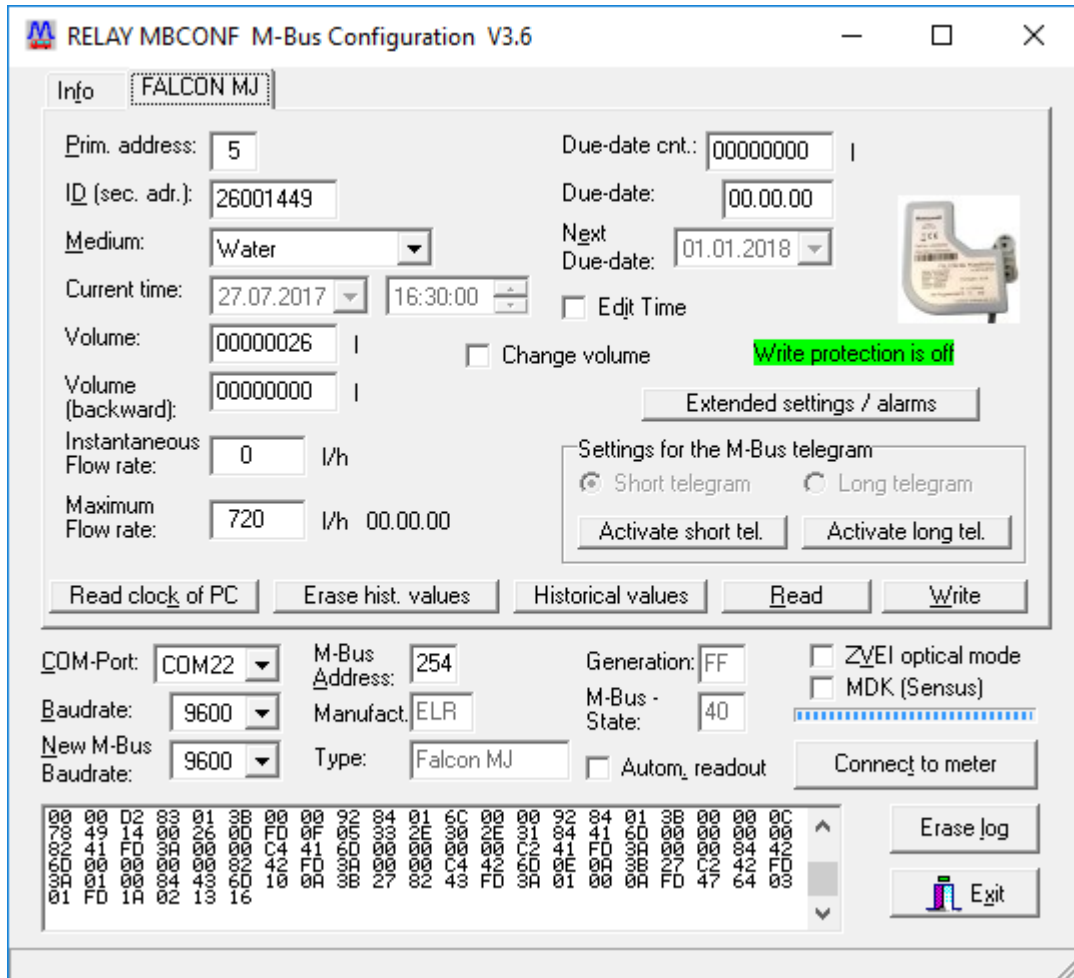 RELAY MBCONF M-Bus Configuration V3.6
Info FALCON MJ
Prim. address: 5 Due-date cnt.: 00000000 l
ID (sec. adr.): 26001449 Due-date: 00.00.00
Medium: Water Next Due-date: 01.01.2018
Current time: 27.07.2017 16:30:00 Edit Time
Volume: 00000026 l Change volume Write protection is off
Volume (backward): 00000000 l Extended settings / alarms
Instantaneous Flow rate: 0 l/h Settings for the M-Bus telegram
Short telegram Long telegram
Maximum Flow rate: 720 l/h 00.00.00 Activate short tel. Activate long tel.
Read clock of PC Erase hist. values Historical values Read Write
COM-Port: COM22 M-Bus Address: 254 Generation: FF ZVEI optical mode
MDK (Sensus)
Baudrate: 9600 Manufact. ELR M-Bus - State: 40
New M-Bus Baudrate: 9600 Type: Falcon MJ Autom. readout Connect to meter
00 00 D2 83 01 3B 00 00 92 84 01 6C 00 00 92 84 01 3B 00 00 0C
78 49 14 00 26 0D FD 0F 05 33 2E 30 2E 31 84 41 6D 00 00 00 00
82 41 FD 3A 00 00 C4 41 6D 00 00 00 00 C2 41 FD 3A 00 00 84 42
6D 00 00 00 00 82 42 FD 3A 00 00 C4 42 6D 0E 0A 3B 27 C2 42 FD
3A 01 00 84 43 6D 10 0A 3B 27 82 43 FD 3A 01 00 0A FD 47 64 03
01 FD 1A 02 13 16
Erase log
Exit